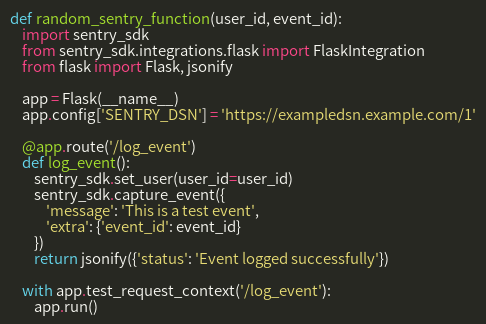 def random_sentry_function(user_id, event_id):
    import sentry_sdk
    from sentry_sdk.integrations.flask import FlaskIntegration
    from flask import Flask, jsonify

    app = Flask(__name__)
    app.config['SENTRY_DSN'] = 'https://exampledsn.example.com/1'

    @app.route('/log_event')
    def log_event():
        sentry_sdk.set_user(user_id=user_id)
        sentry_sdk.capture_event({
            'message': 'This is a test event',
            'extra': {'event_id': event_id}
        })
        return jsonify({'status': 'Event logged successfully'})

    with app.test_request_context('/log_event'):
        app.run()